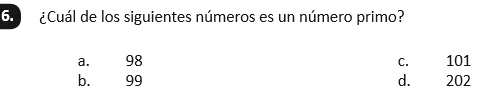 6. ¿Cuál de los siguientes números es un número primo?
a. 98 c. 101
b. 99 d. 202